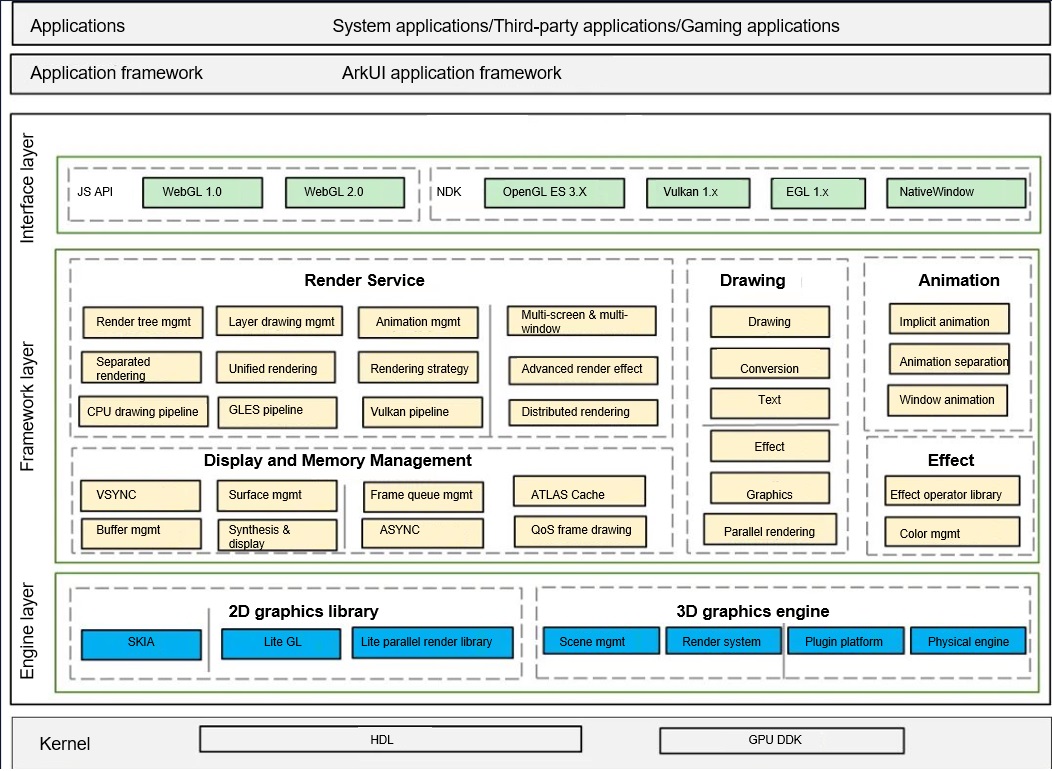 Applications
System applications/Third-party applications/Gaming applications
Application framework
ArkUI application framework
Interface layer
JS API
WebGL 1.0
WebGL 2.0
NDK
OpenGL ES 3.X
Vulkan 1.x
EGL 1.x
NativeWindow
Framework layer
Render Service
Render tree mgmt
Layer drawing mgmt
Animation mgmt
Multi-screen & multi-
window
Separated
rendering
Unified rendering
Rendering strategy
Advanced render effect
CPU drawing pipeline
GLES pipeline
Vulkan pipeline
Distributed rendering
Display and Memory Management
VSYNC
Surface mgmt
Frame queue mgmt
ATLAS Cache
Buffer mgmt
Synthesis &
display
ASYNC
QoS frame drawing
Drawing
Drawing
Conversion
Text
Effect
Graphics
Parallel rendering
Animation
Implicit animation
Animation separation
Window animation
Effect
Effect operator library
Color mgmt
Engine layer
2D graphics library
SKIA
Lite GL
Lite parallel render library
3D graphics engine
Scene mgmt
Render system
Plugin platform
Physical engine
Kernel
HDL
GPU DDK